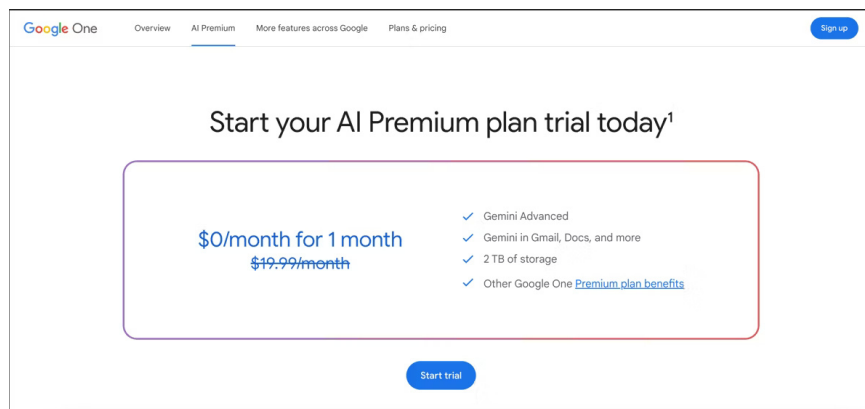 Google One
Overview
AI Premium
More features across Google
Plans & pricing
Sign up
Start your AI Premium plan trial today¹
$0/month for 1 month
$19.99/month
Gemini Advanced
Gemini in Gmail, Docs, and more
2 TB of storage
Other Google One Premium plan benefits
Start trial